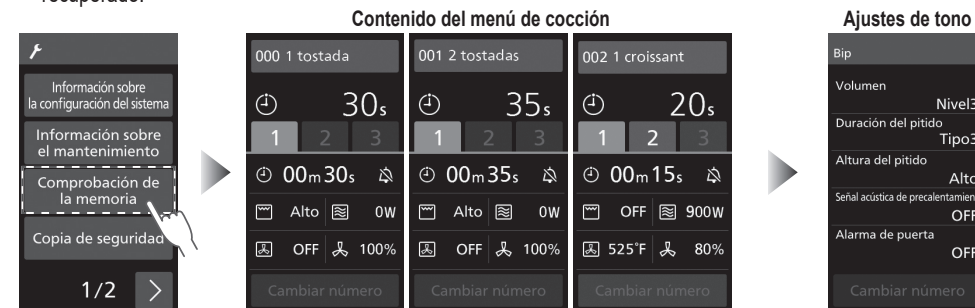 recuperado.
Contenido del menú de cocción
Ajustes de tono
Información sobre
la configuración del sistema
Información sobre
el mantenimiento
Comprobación de
la memoria
Copia de seguridad
1/2 >
000 1 tostada
30s
1 2 3
00m30s
Alto 0W
OFF 100%
Cambiar número
001 2 tostadas
35s
1 2 3
00m35s
Alto 0W
OFF 100%
Cambiar número
002 1 croissant
20s
1 2 3
00m15s
OFF 900W
525°F 80%
Cambiar número
Bip
Volumen
Nivel3
Duración del pitido
Tipo3
Altura del pitido
Alto
Señal acústica de
OFF
Alarma de puerta
OFF
Cambiar número